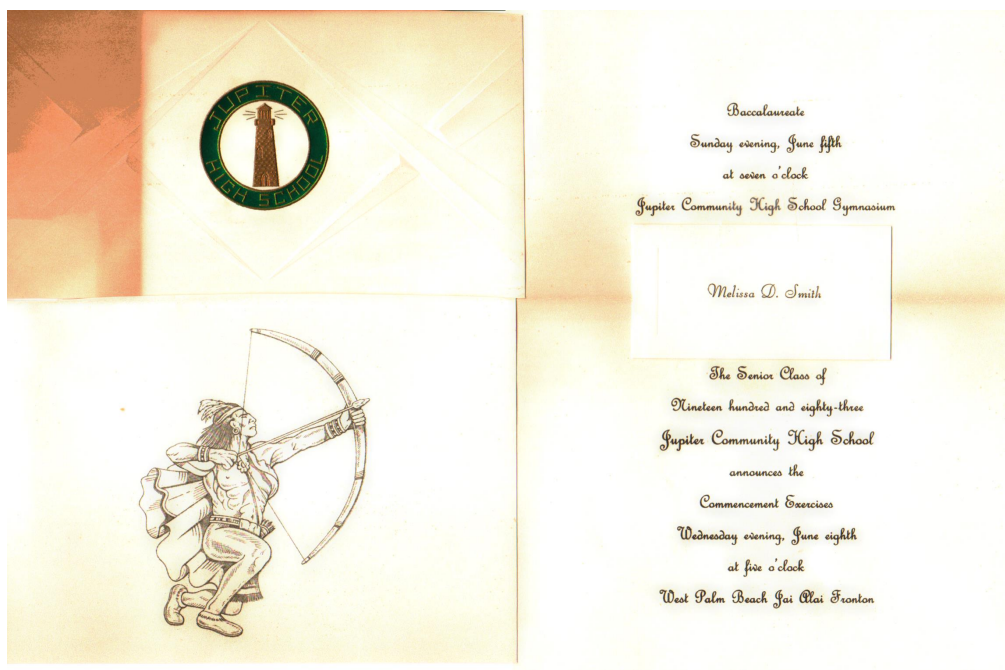 JUPITER
HIGH SCHOOL
Baccalaureate
Sunday evening, June fifth
at seven o'clock
Jupiter Community High School Gymnasium
Melissa D. Smith
The Senior Class of
Nineteen hundred and eighty-three
Jupiter Community High School
announces the
Commencement Exercises
Wednesday evening, June eighth
at five o'clock
West Palm Beach Jai Alai Fronton